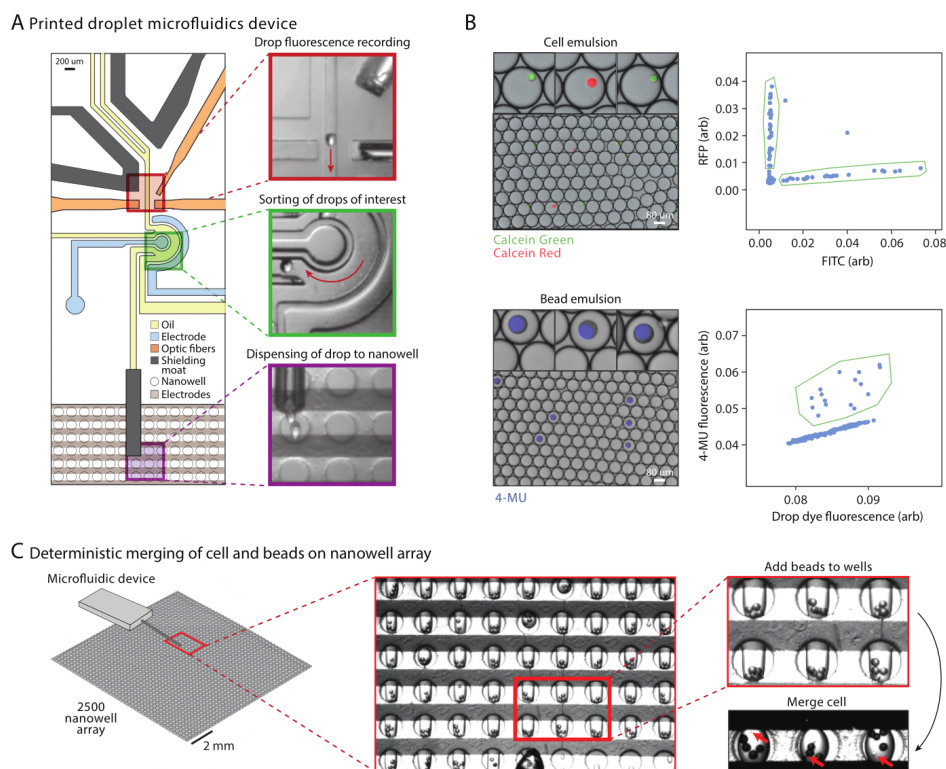 A Printed droplet microfluidics device
200 um
Drop fluorescence recording
Sorting of drops of interest
Oil
Electrode
Optic fibers
Shielding
moat
Nanowell
Electrodes
Dispensing of drop to nanowell
B
Cell emulsion
80 um
Calcein Green
Calcein Red
RFP (arb)
0.04
0.03
0.02
0.01
0.00
0.00
0.02
0.04
0.06
0.08
FITC (arb)
Bead emulsion
80 um
4-MU
4-MU fluorescence (arb)
0.07
0.06
0.05
0.04
0.08
0.09
Drop dye fluorescence (arb)
C Deterministic merging of cell and beads on nanowell array
Microfluidic device
2500
nanowell
array
2 mm
Add beads to wells
Merge cell